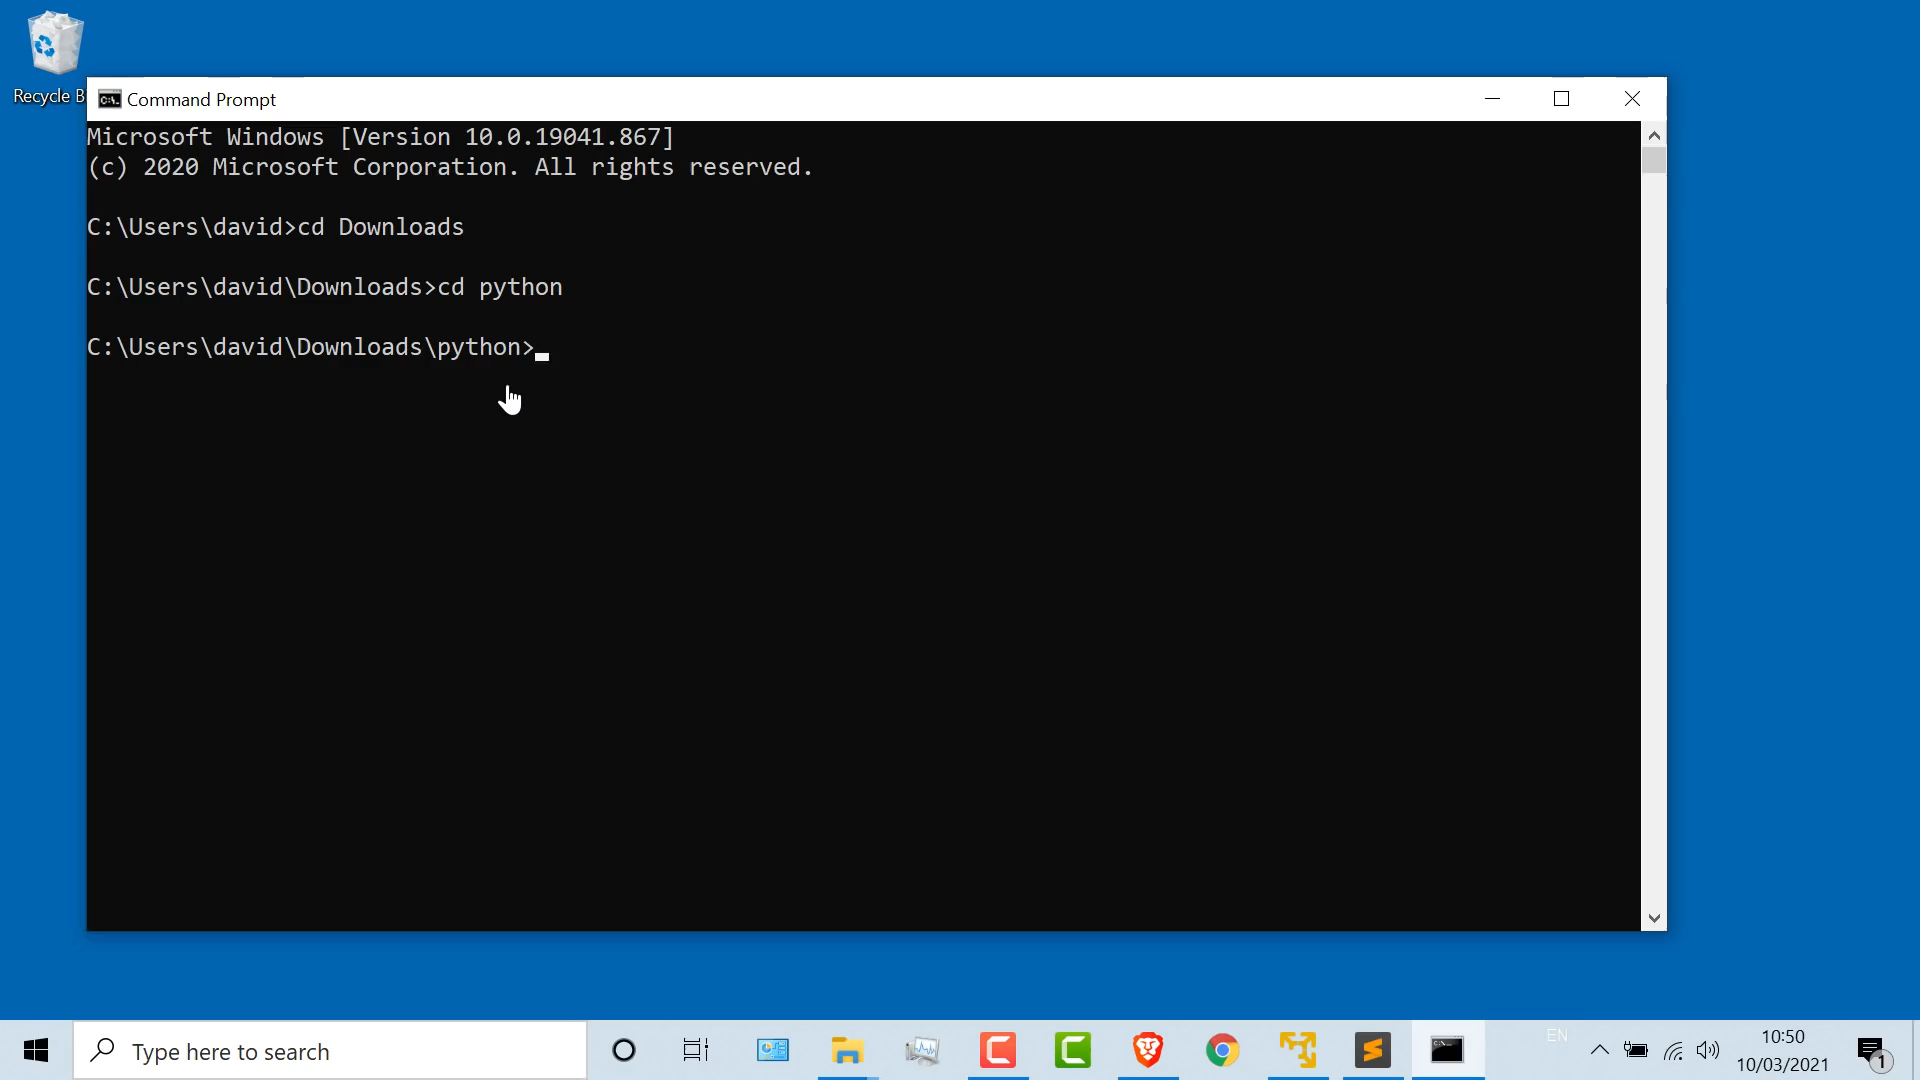 Recycle B
Command Prompt
Microsoft Windows [Version 10.0.19041.867]
(c) 2020 Microsoft Corporation. All rights reserved.
C:\Users\david>cd Downloads
C:\Users\david\Downloads>cd python
C:\Users\david\Downloads\python>
Type here to search
EN
10:50
10/03/2021
1